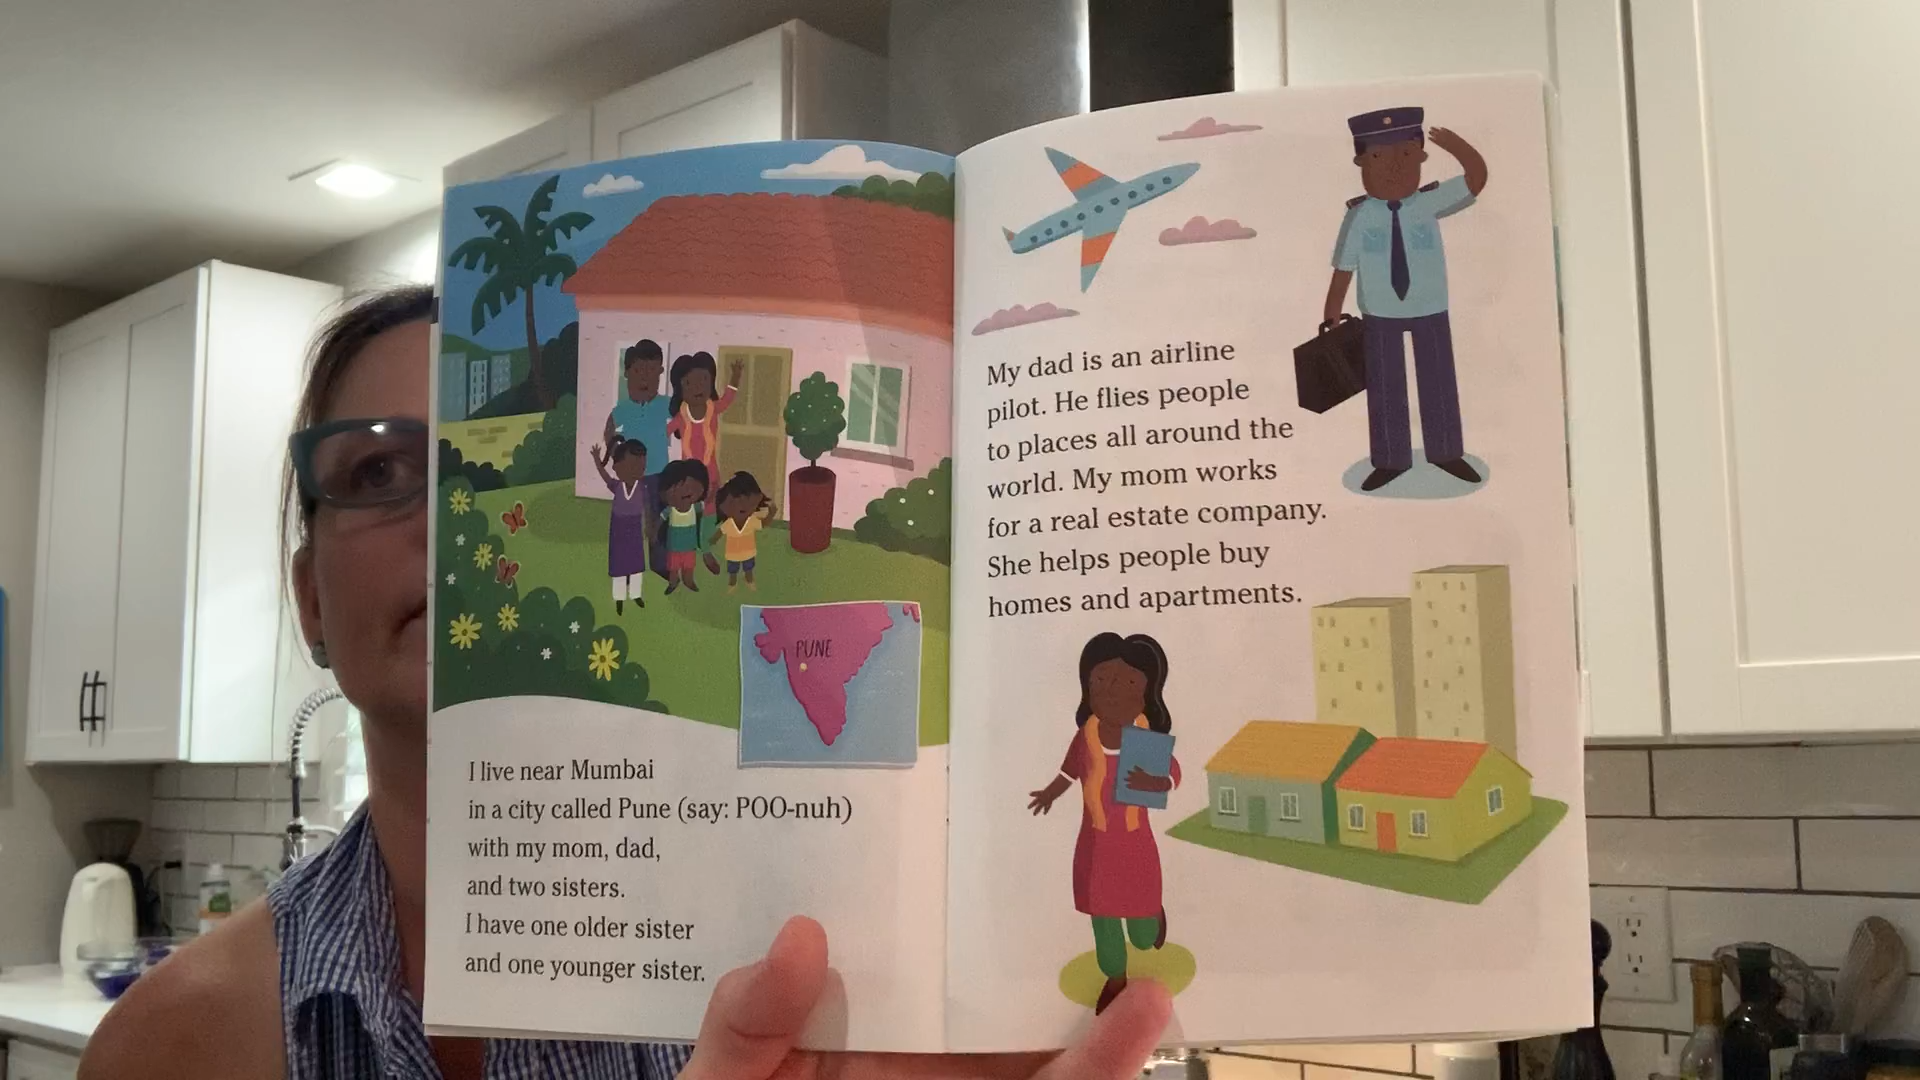 PUNE
I live near Mumbai
in a city called Pune (say: POO-nuh)
with my mom, dad,
and two sisters.
I have one older sister
and one younger sister.
My dad is an airline
pilot. He flies people
to places all around the
world. My mom works
for a real estate company.
She helps people buy
homes and apartments.